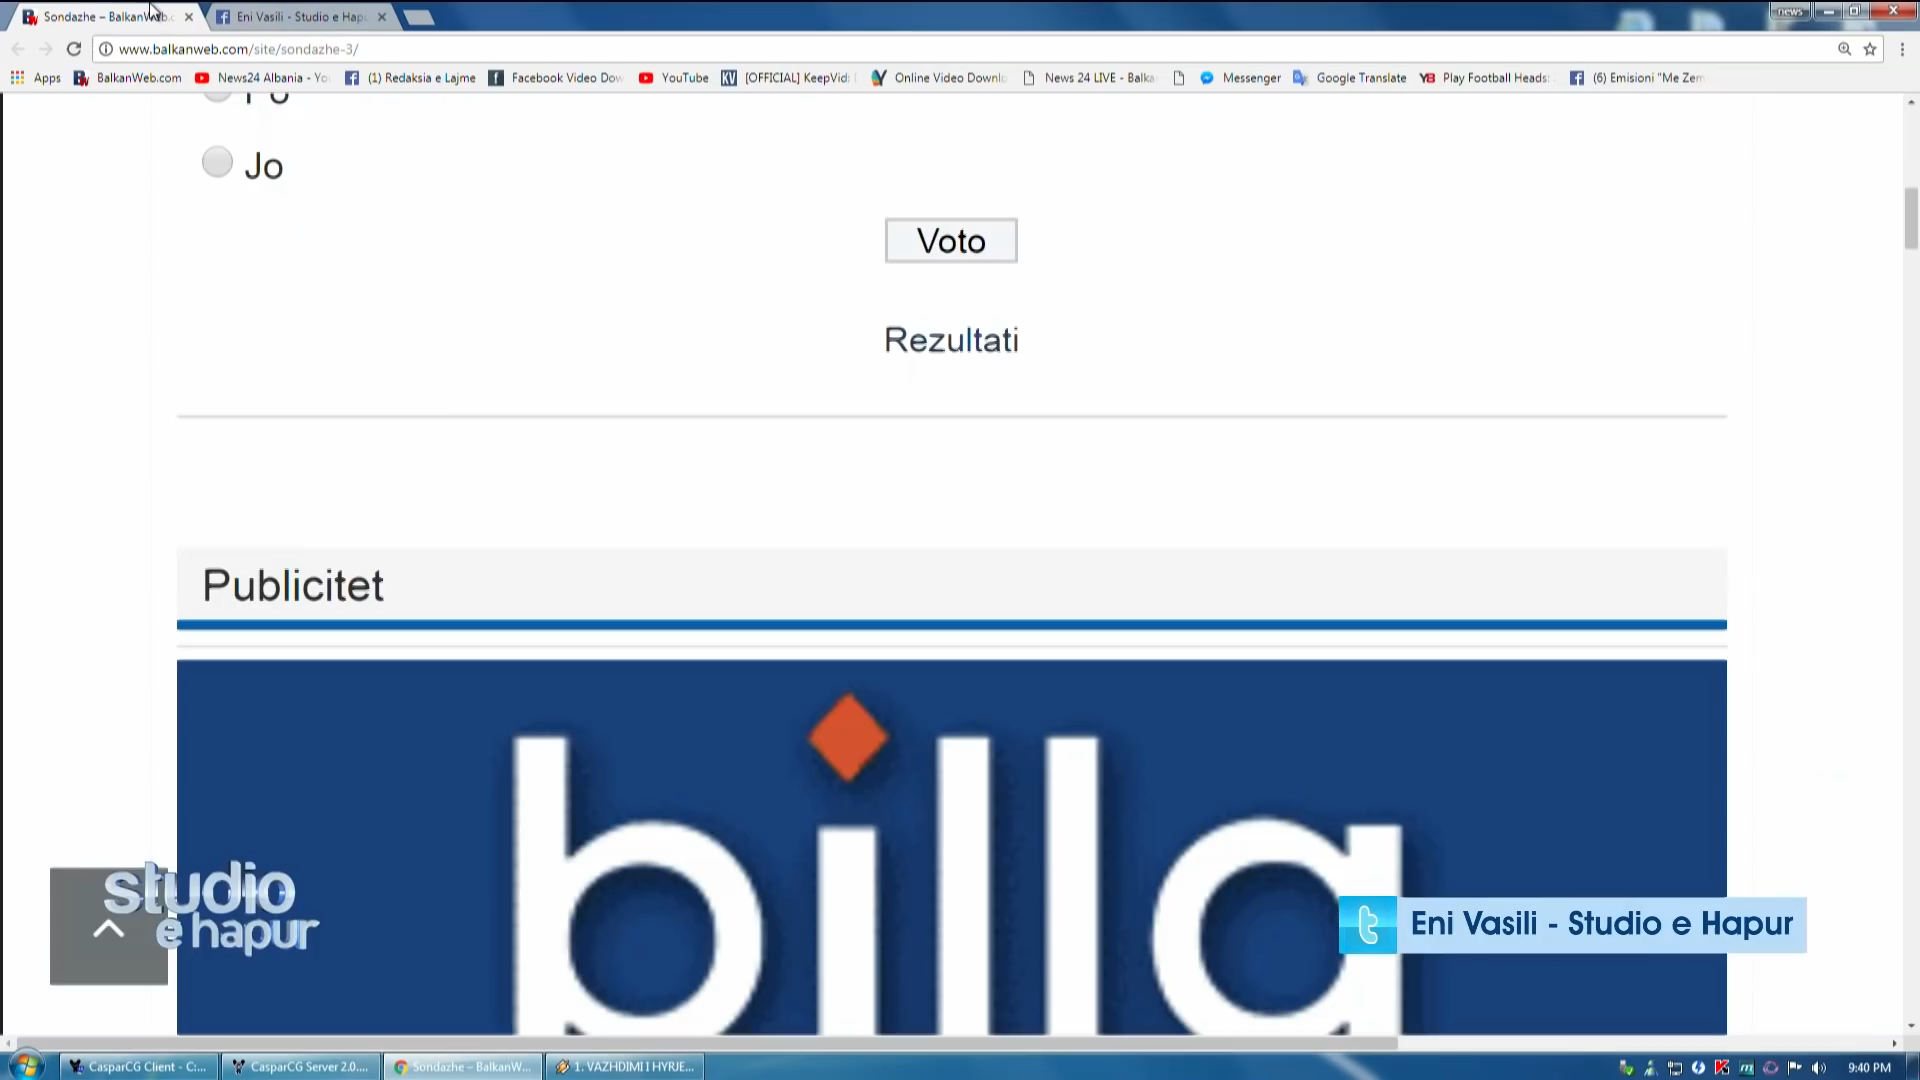 Sondazhe – BalkanWeb.c
Eni Vasili - Studio e Hap
news
www.balkanweb.com/site/sondazhe-3/
Apps
BalkanWeb.com
News24 Albania - Yo
(1) Redaksia e Lajme
Facebook Video Dow
YouTube
[OFFICIAL] KeepVid:
Online Video Downlo
News 24 LIVE - Balka
Messenger
Google Translate
Play Football Heads:
(6) Emisioni "Me Zem
Po
Jo
Voto
Rezultati
Publicitet
billa
studio
e hapur
Eni Vasili - Studio e Hapur
CasparCG Client - C:...
CasparCG Server 2.0....
Sondazhe – BalkanW...
1. VAZHDIMI I HYRJE...
9:40 PM